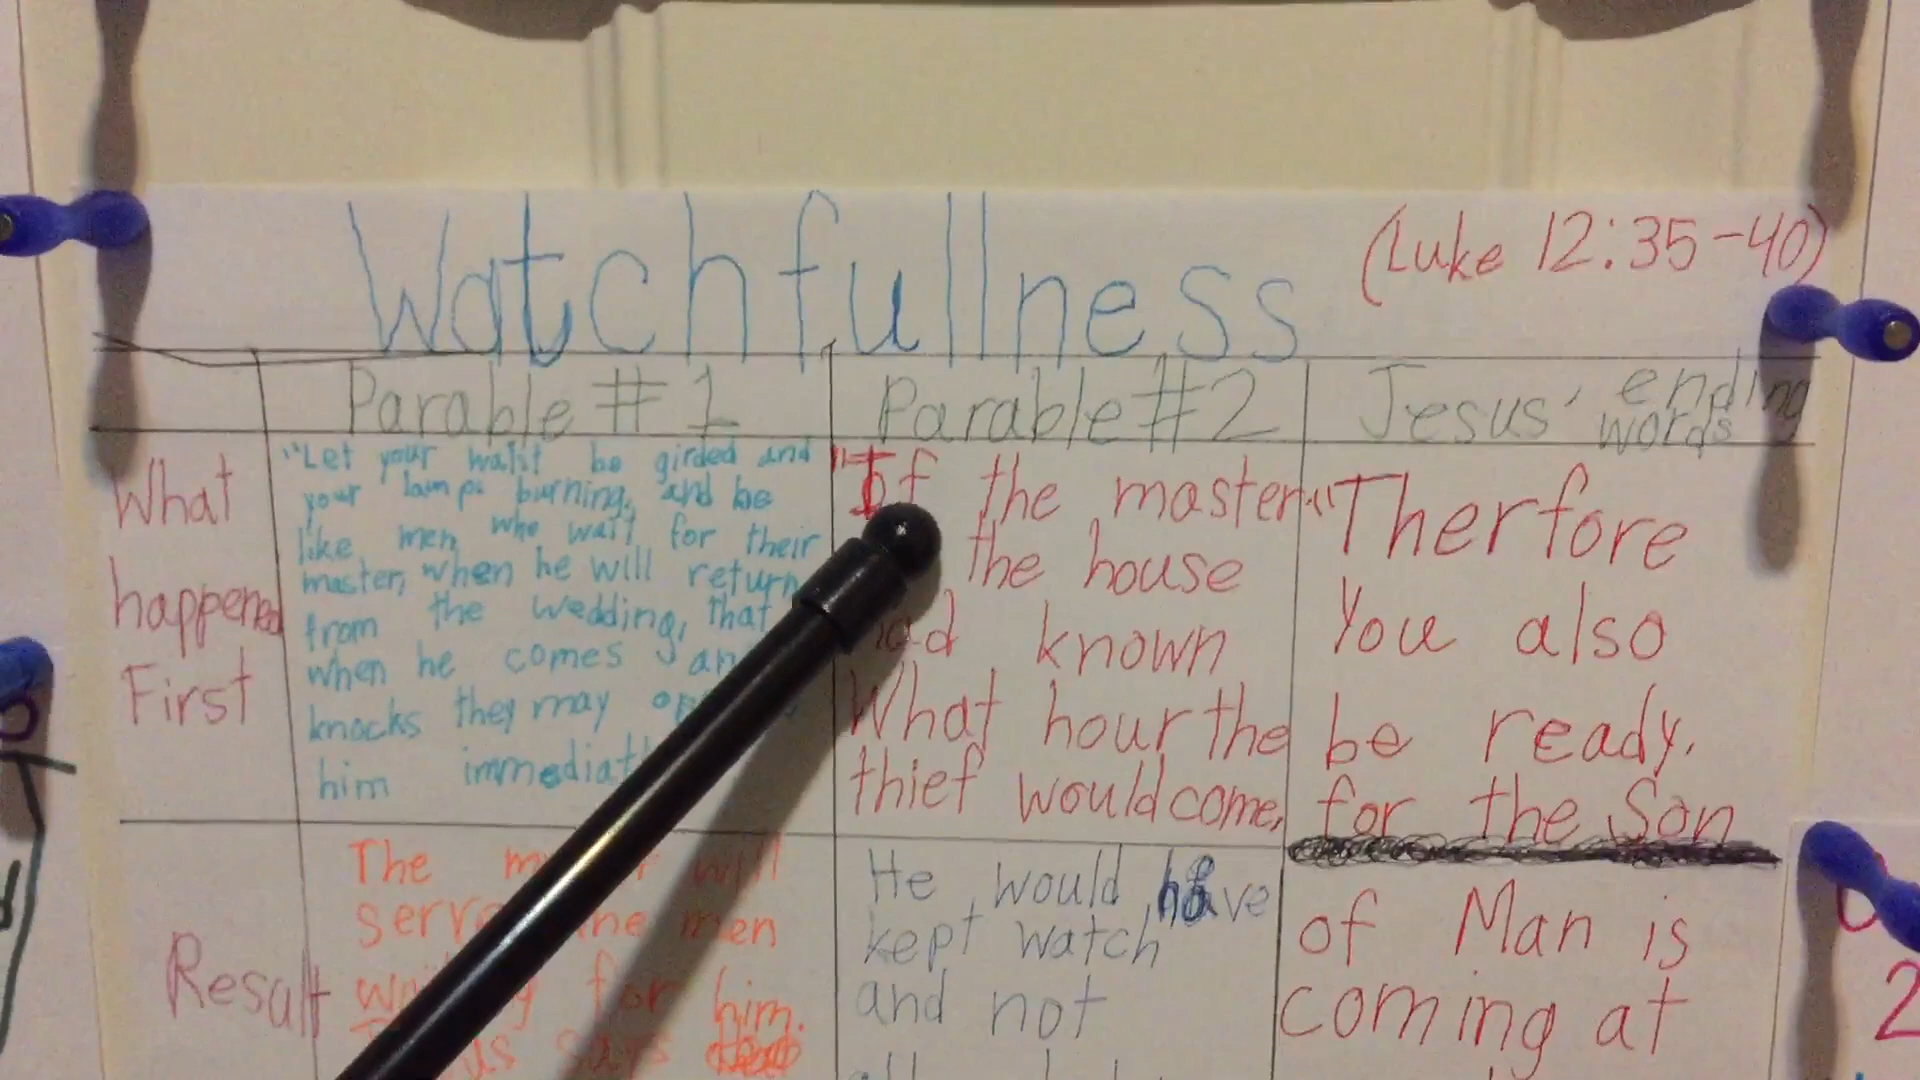 Watchfullness
(Luke 12:35-40)
Parable #1
Parable #2
Jesus' ending
words
What
happened
First
"Let your waist be girded and
your lamps burning, and be
like men who wait for their
master, when he will return
from the wedding, that
when he comes
knocks they may
him
"If the master
the house
had known
What hour the
thief would come,
"Therfore
You also
be ready,
for the Son
of Man is
coming at
Result
The will
men
for him.
says
He would have
kept watch
and not
2